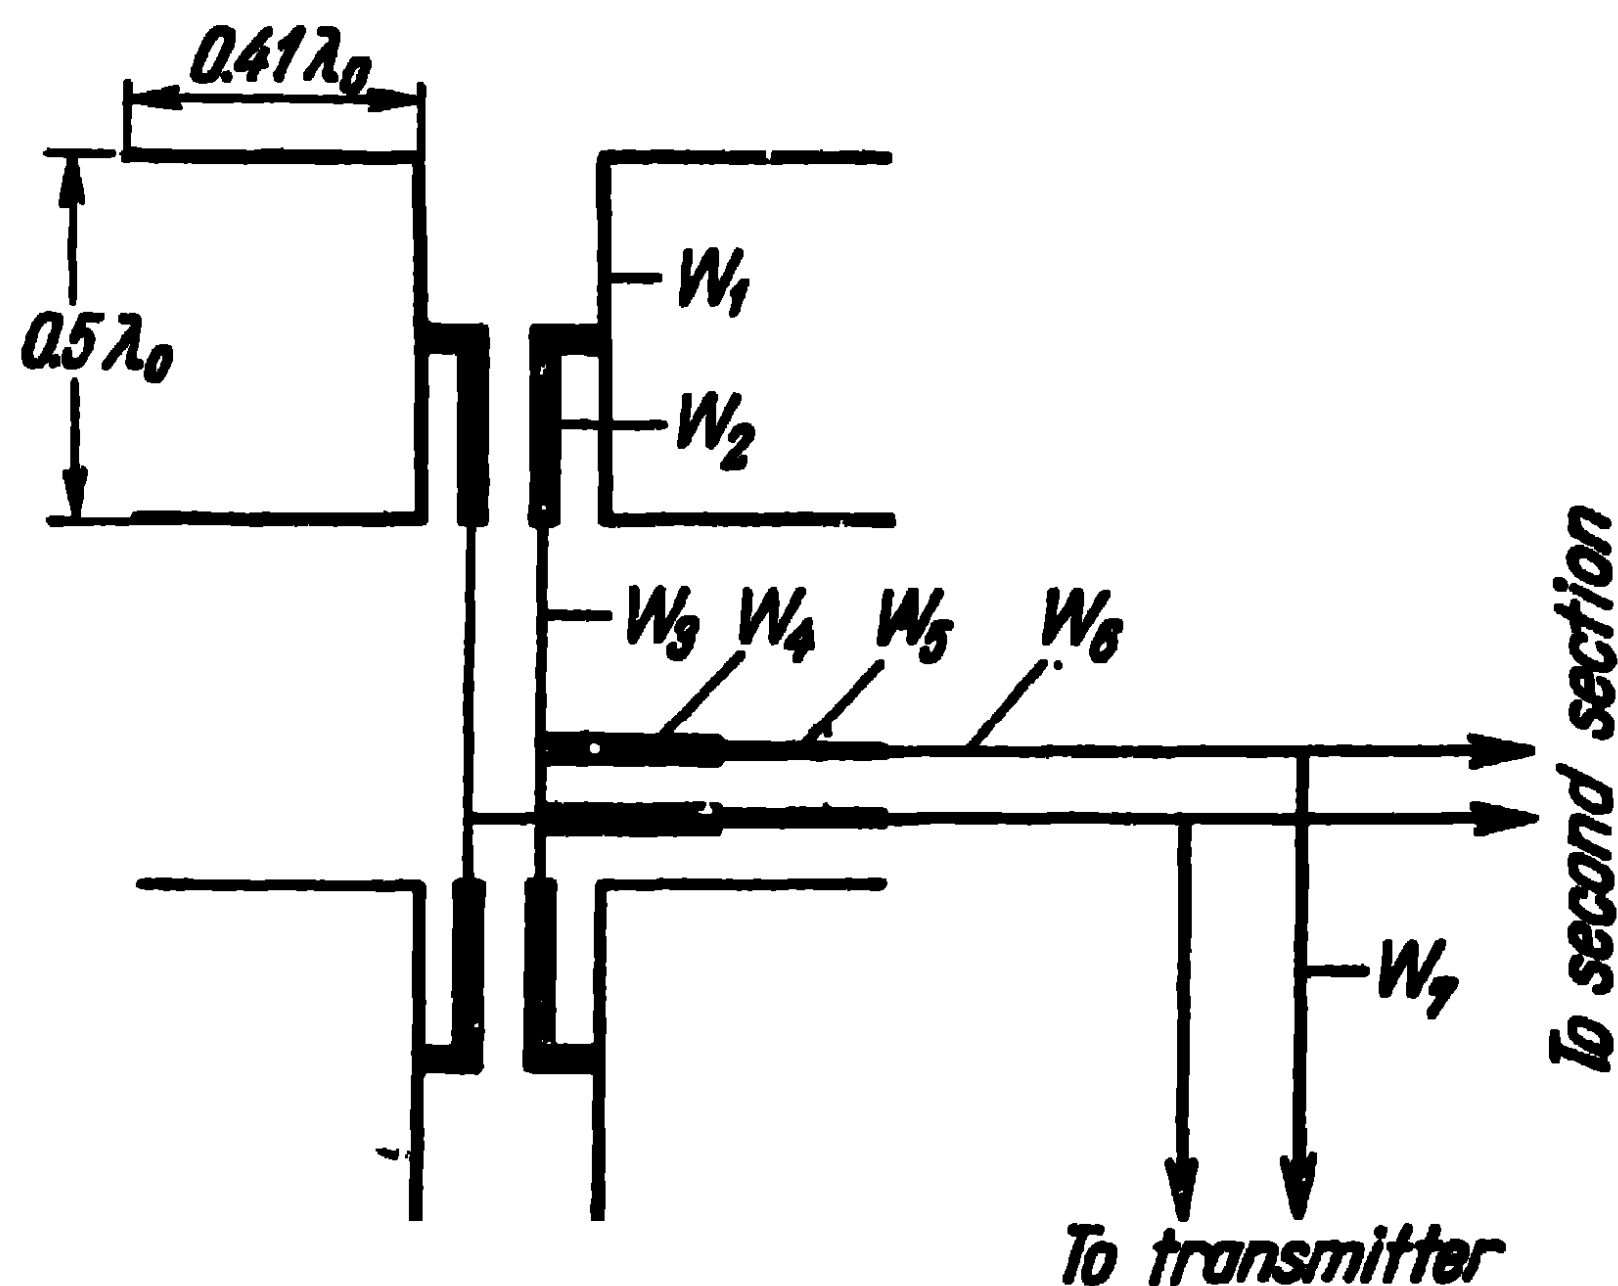 0.41λ₀
0.5λ₀
W₁
W₂
W₃ W₄ W₅ W₆
W₇
To second section
To transmitter